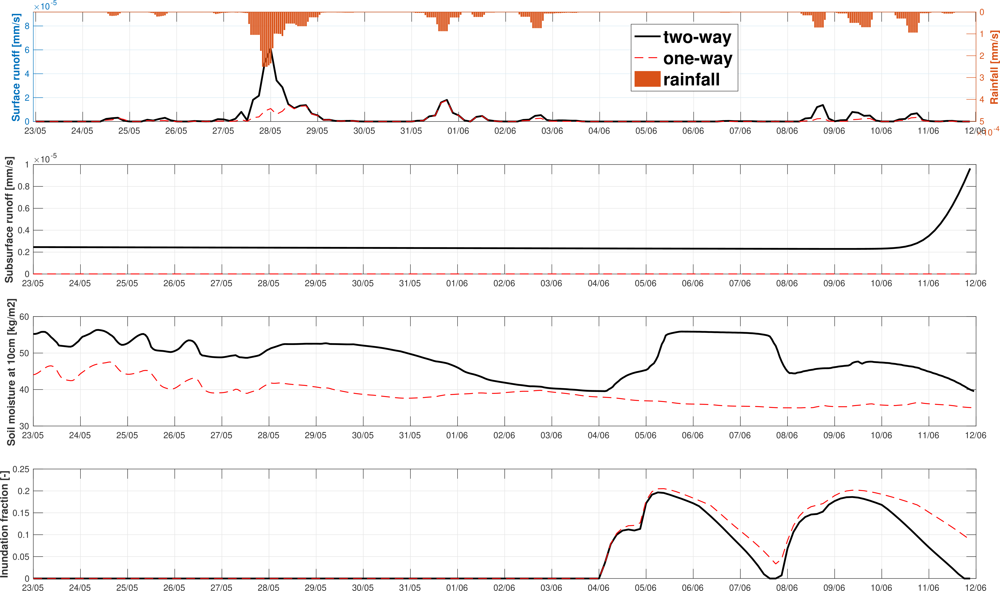 ×10-5
Surface runoff [mm/s]
8
6
4
2
0
0
1
2
3
4
5
Rainfall [mm/s]
×10-4
two-way
one-way
rainfall
23/05 24/05 25/05 26/05 27/05 28/05 29/05 30/05 31/05 01/06 02/06 03/06 04/06 05/06 06/06 07/06 08/06 09/06 10/06 11/06 12/06
×10-5
Subsurface runoff [mm/s]
1
0.8
0.6
0.4
0.2
0
23/05 24/05 25/05 26/05 27/05 28/05 29/05 30/05 31/05 01/06 02/06 03/06 04/06 05/06 06/06 07/06 08/06 09/06 10/06 11/06 12/06
Soil moisture at 10cm [kg/m2]
60
50
40
30
23/05 24/05 25/05 26/05 27/05 28/05 29/05 30/05 31/05 01/06 02/06 03/06 04/06 05/06 06/06 07/06 08/06 09/06 10/06 11/06 12/06
Inundation fraction [-]
0.25
0.2
0.15
0.1
0.05
0
23/05 24/05 25/05 26/05 27/05 28/05 29/05 30/05 31/05 01/06 02/06 03/06 04/06 05/06 06/06 07/06 08/06 09/06 10/06 11/06 12/06